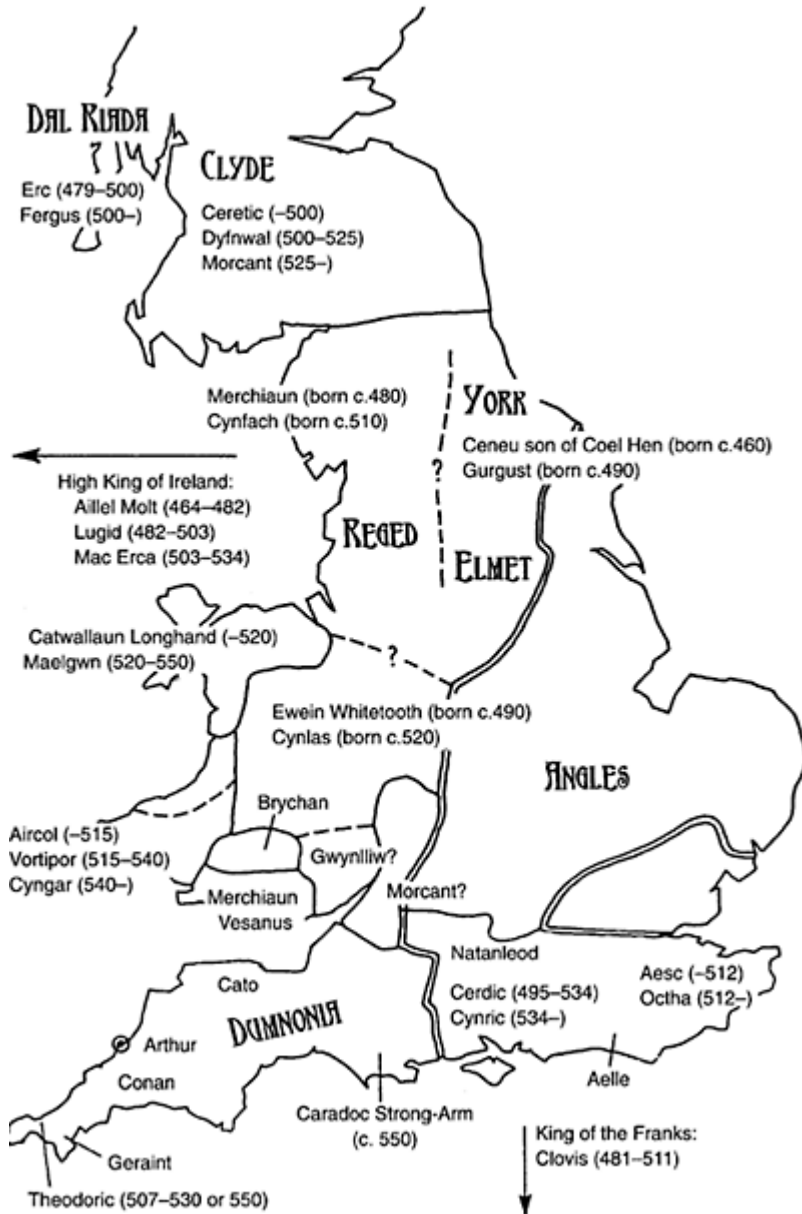 DAL RIADA
Erc (479–500)
Fergus (500–)
CLYDE
Ceretic (–500)
Dyfnwal (500–525)
Morcant (525–)
Merchiaun (born c.480)
Cynfach (born c.510)
YORK
Ceneu son of Coel Hen (born c.460)
Gurgust (born c.490)
?
High King of Ireland:
Aillel Molt (464–482)
Lugid (482–503)
Mac Erca (503–534)
REGED
ELMET
Catwallaun Longhand (–520)
Maelgwn (520–550)
?
Ewein Whitetooth (born c.490)
Cynlas (born c.520)
ANGLES
Brychan
Aircol (–515)
Vortipor (515–540)
Cyngar (540–)
Gwynlliw?
Merchiaun
Vesanus
Morcant?
Natanleod
Cato
Cerdic (495–534)
Cynric (534–)
Aesc (–512)
Octha (512–)
DUMNONIA
Arthur
Conan
Aelle
Caradoc Strong-Arm
(c. 550)
King of the Franks:
Clovis (481–511)
Geraint
Theodoric (507–530 or 550)